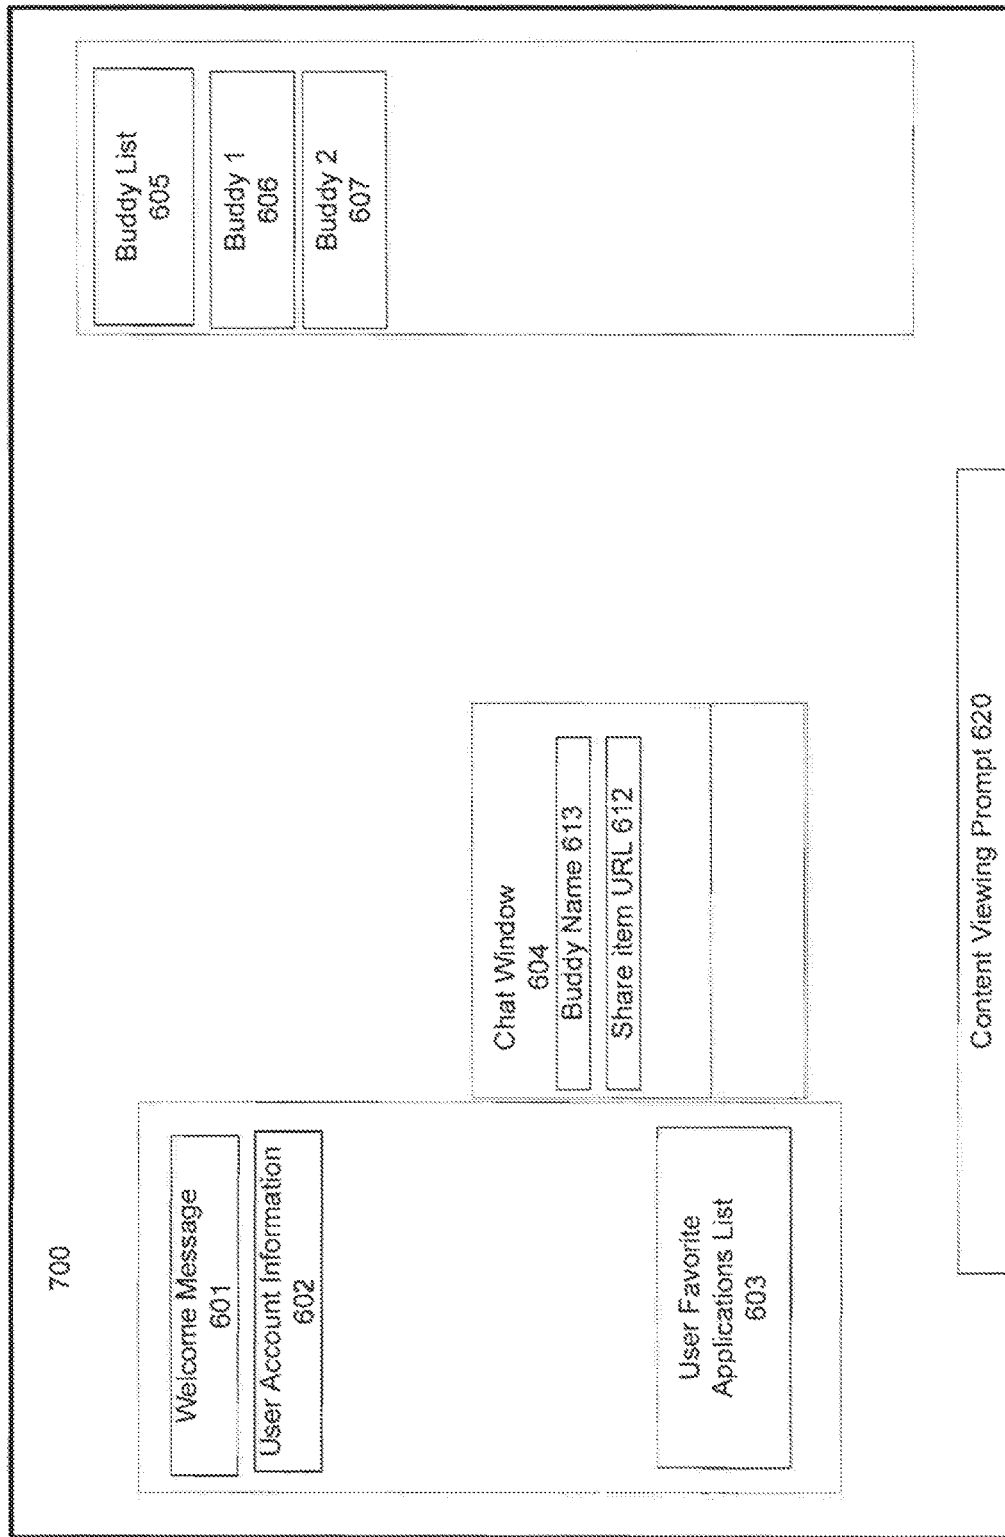 700
Welcome Message
601
User Account Information
602
User Favorite
Applications List
603
Chat Window
604
Buddy Name 613
Share item URL 612
Buddy List
605
Buddy 1
606
Buddy 2
607
Content Viewing Prompt 620